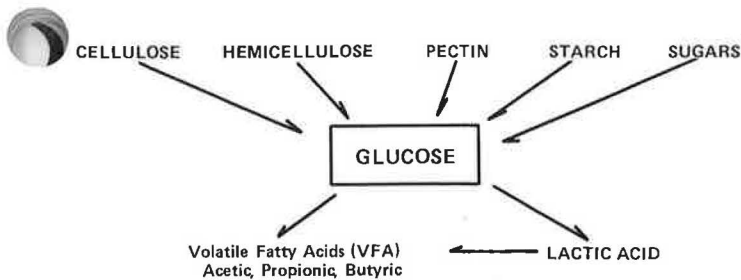 CELLULOSE HEMICELLULOSE PECTIN STARCH SUGARS
GLUCOSE
Volatile Fatty Acids (VFA) LACTIC ACID
Acetic, Propionic, Butyric